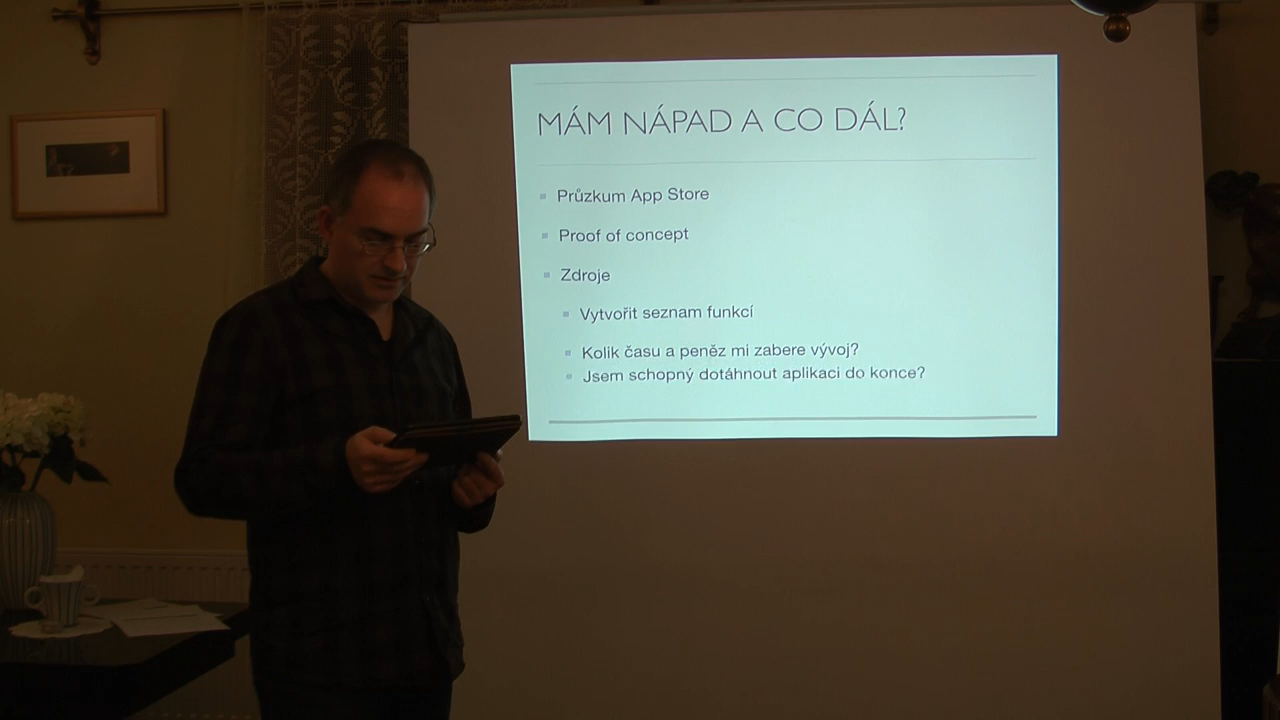 MÁM NÁPAD A CO DÁL?
Průzkum App Store
Proof of concept
Zdroje
Vytvořit seznam funkcí
Kolik času a peněz mi zabere vývoj?
Jsem schopný dotáhnout aplikaci do konce?